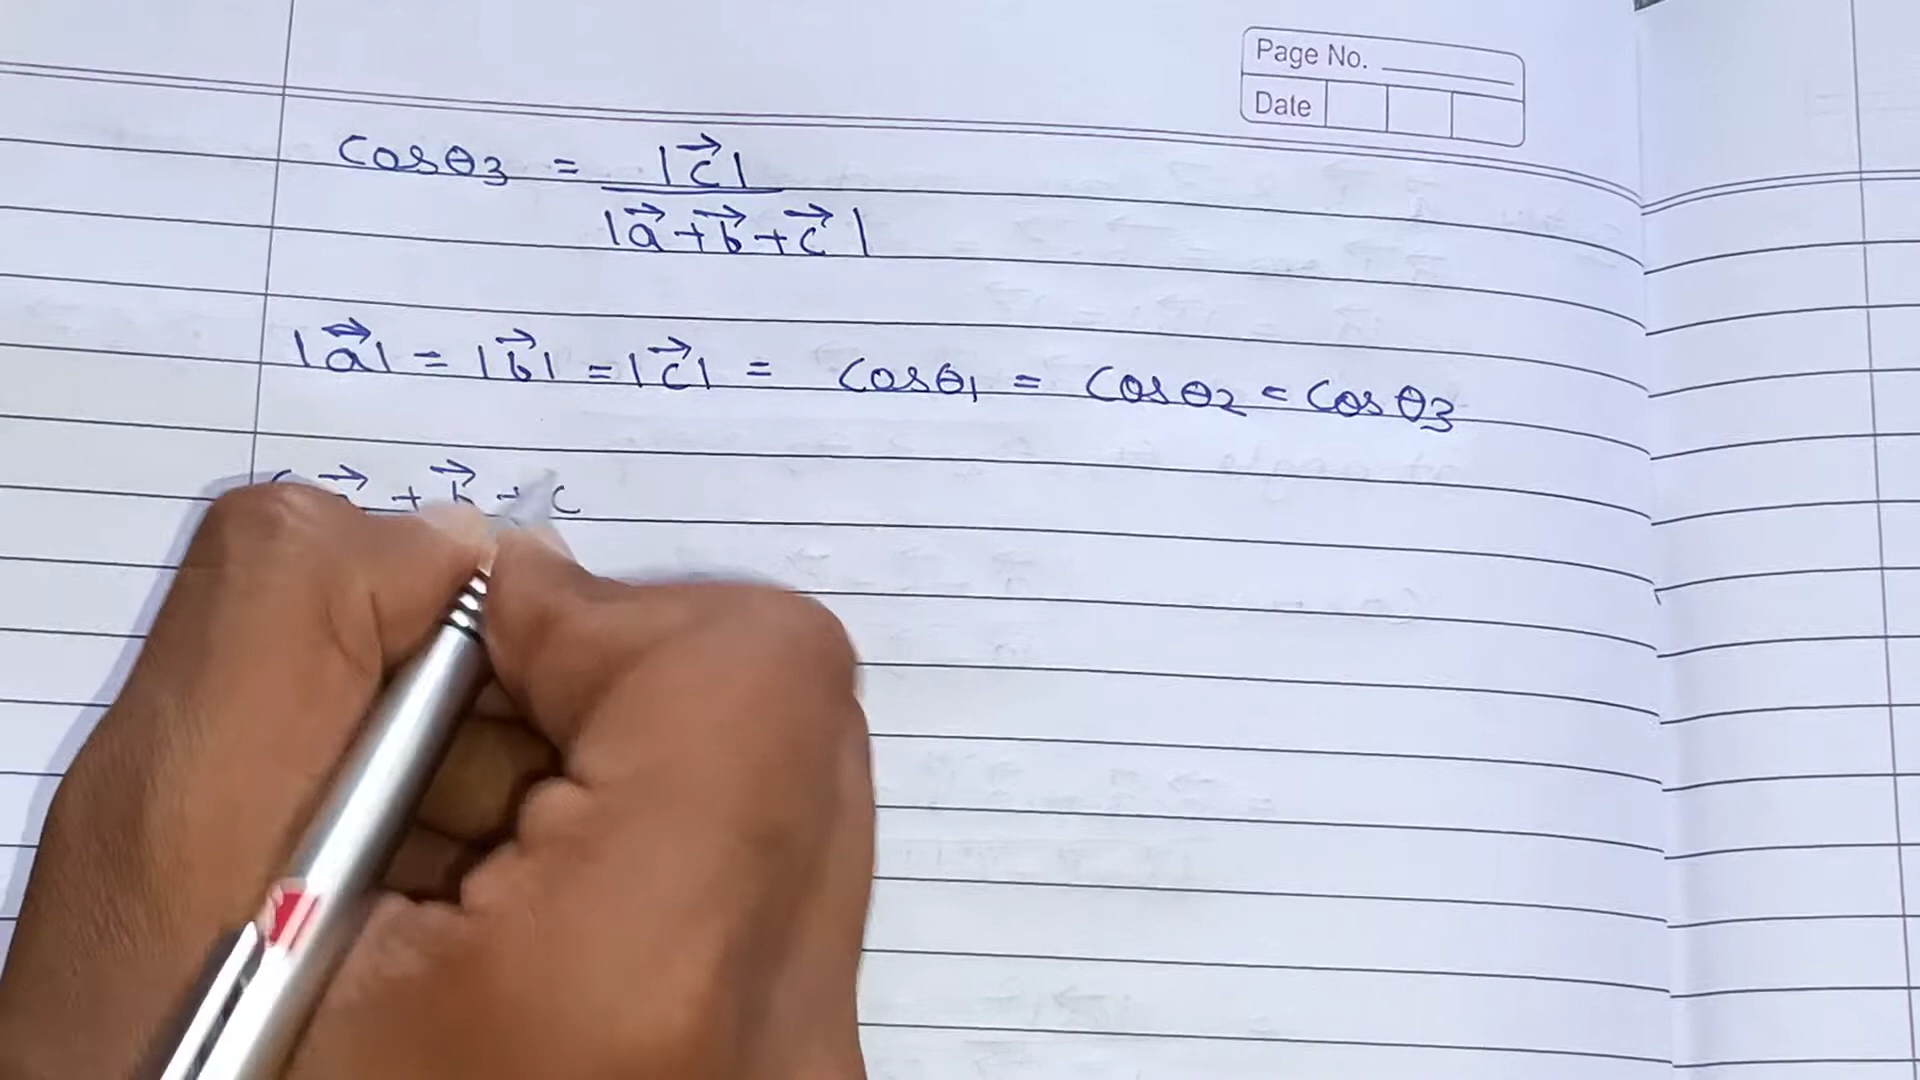 Page No.
Date
cosθ3 = |c⃗|
|a⃗+b⃗+c⃗|
|a⃗| = |b⃗| = |c⃗| = cosθ1 = cosθ2 = cosθ3
+ b⃗ + c